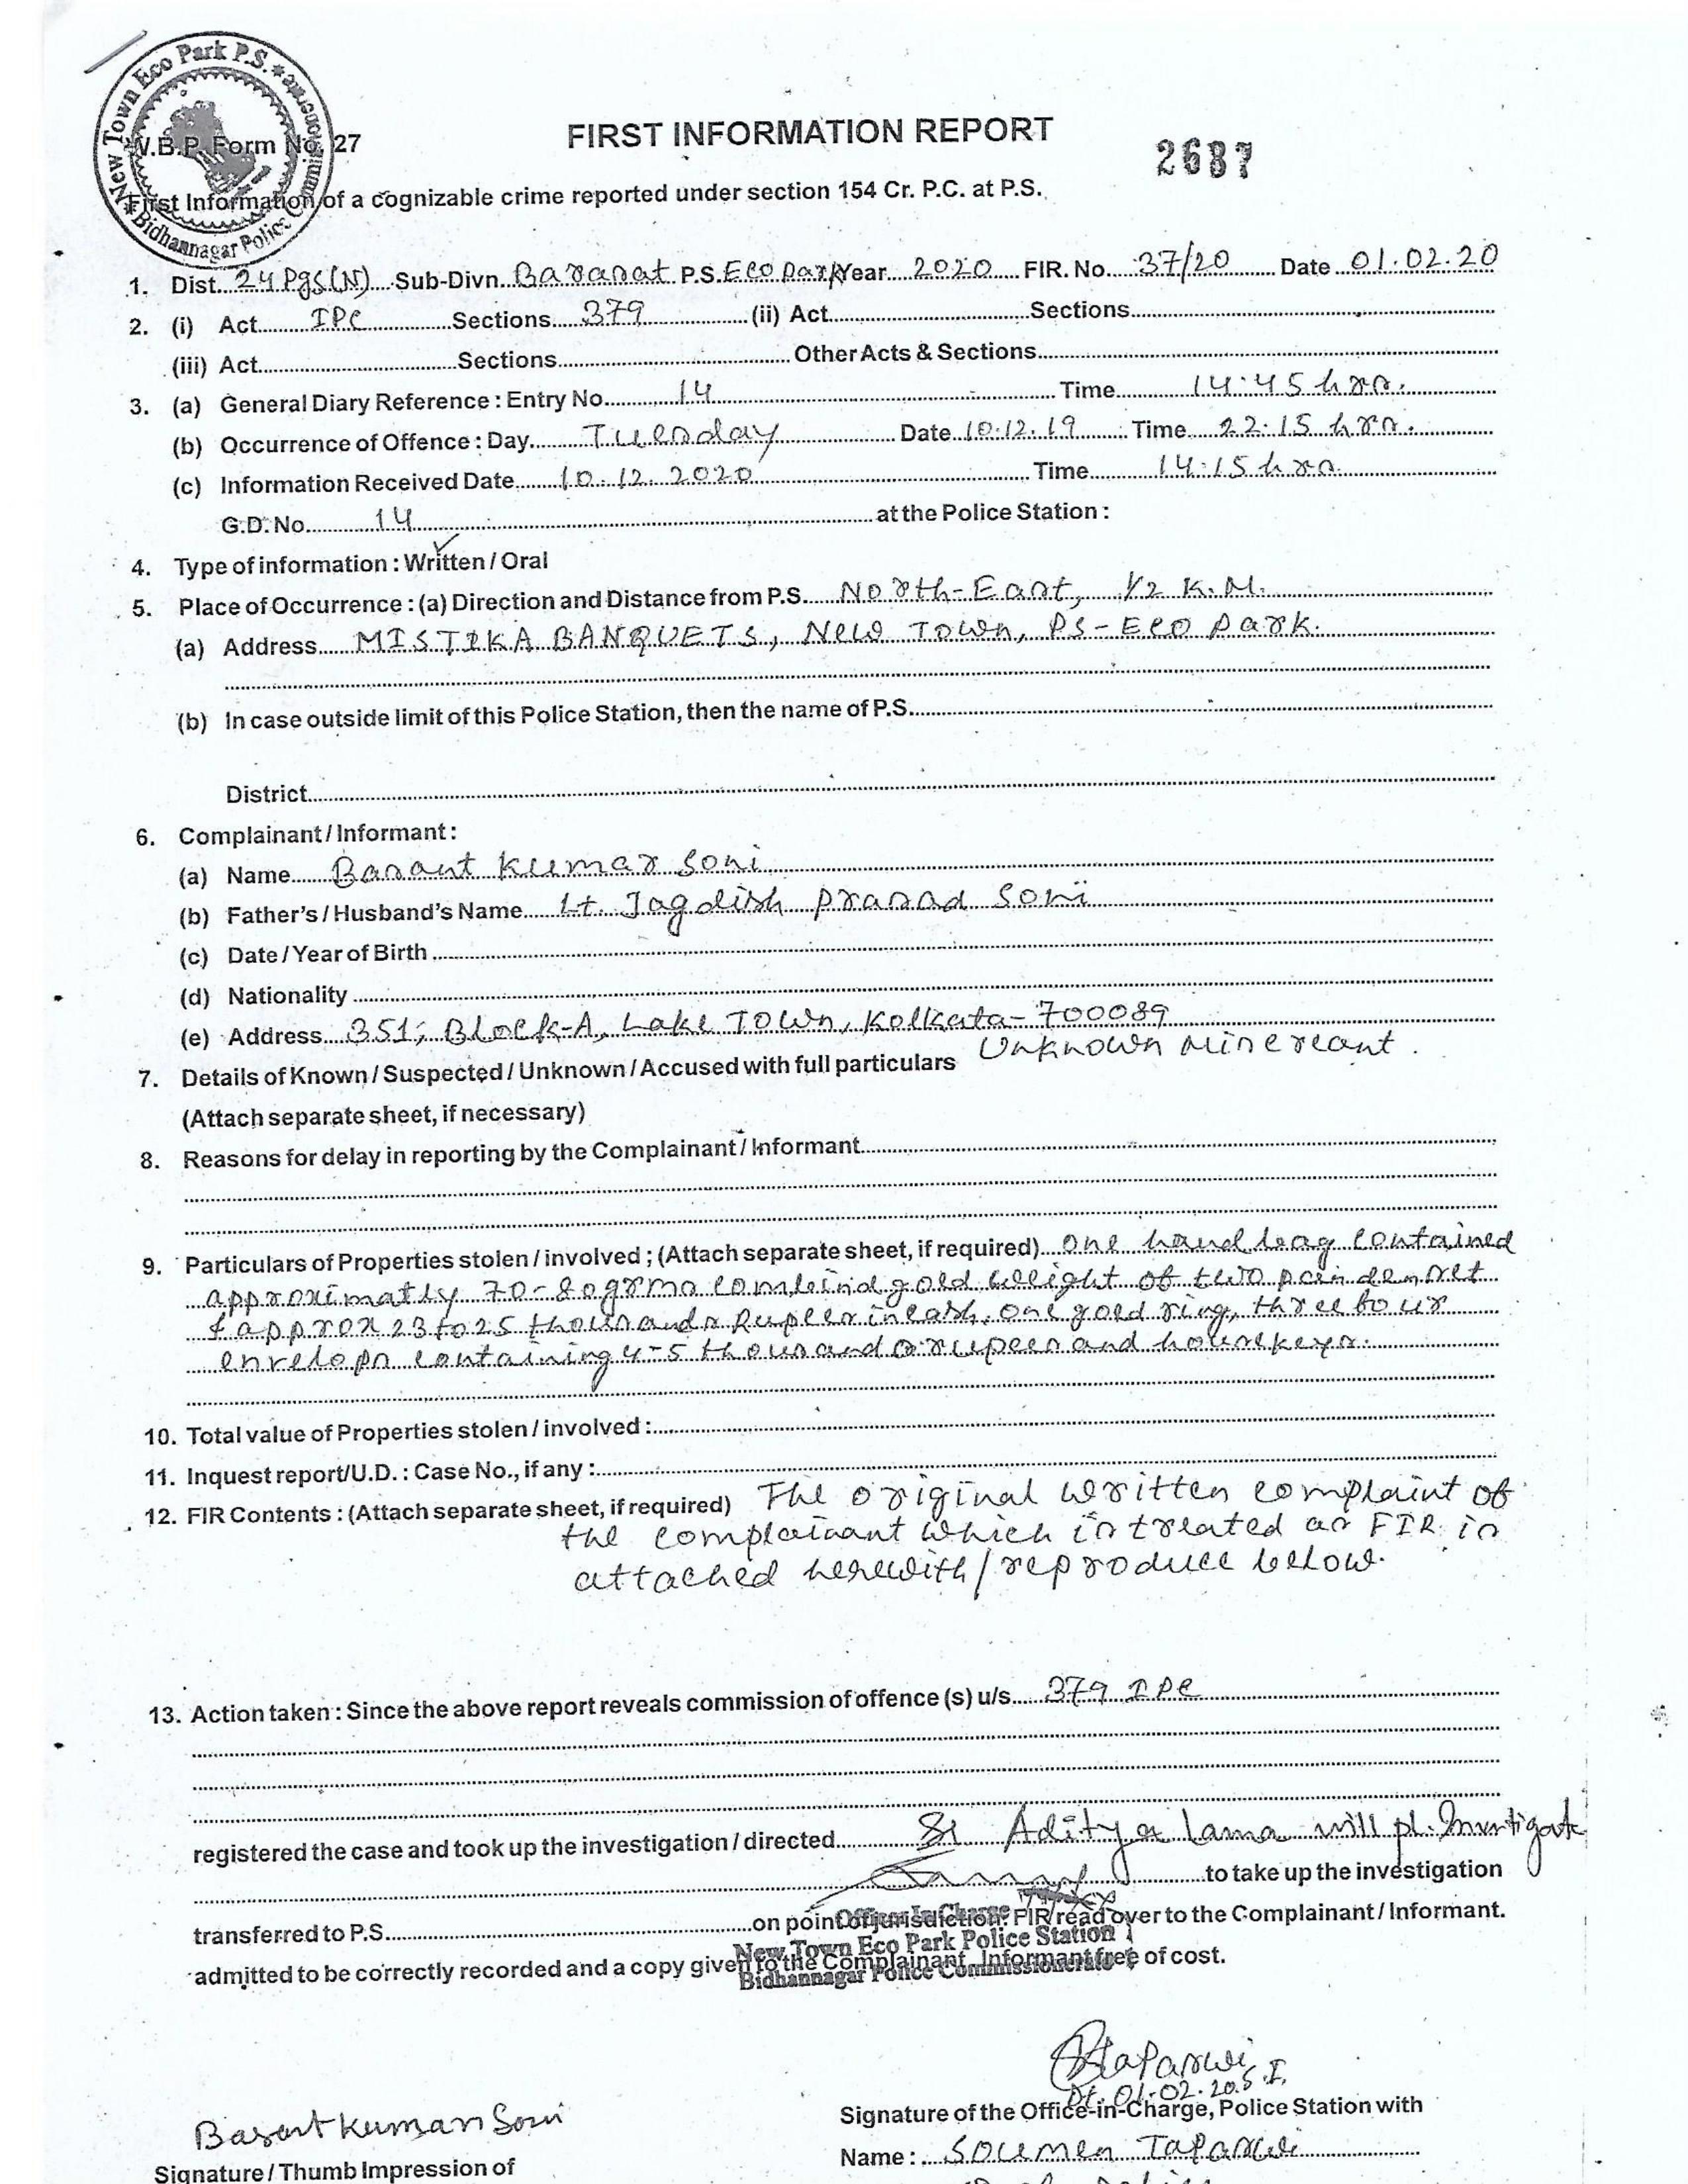 New Town Eco Park P.S.
Bidhannagar Police Commissionerate
W.B.P. Form No. 27
FIRST INFORMATION REPORT
2687
First Information of a cognizable crime reported under section 154 Cr. P.C. at P.S.
1. Dist. 24 Pgs(N) Sub-Divn. Barasat P.S. Eco Park Year 2020 FIR. No. 37/20 Date 01.02.20
2. (i) Act IPC Sections 379 (ii) Act Sections
(iii) Act Sections Other Acts & Sections
3. (a) General Diary Reference : Entry No. 14 Time 14:45 hrs.
(b) Occurrence of Offence : Day Tuesday Date 10.12.19 Time 22:15 hrs.
(c) Information Received Date 10.12.2020 Time 14:15 hrs
G.D. No. 14 at the Police Station :
4. Type of information : Written / Oral
5. Place of Occurrence : (a) Direction and Distance from P.S. North-East, 1/2 K.M.
(a) Address MISTIKA BANQUETS, New Town, PS-Eco Park.
(b) In case outside limit of this Police Station, then the name of P.S.
District
6. Complainant / Informant :
(a) Name Basant Kumar Soni
(b) Father's / Husband's Name Lt. Jagdish Prasad Soni
(c) Date / Year of Birth
(d) Nationality
(e) Address 351, Block-A, Lake Town, Kolkata-700089
7. Details of Known / Suspected / Unknown / Accused with full particulars Unknown Miscreant.
(Attach separate sheet, if necessary)
8. Reasons for delay in reporting by the Complainant / Informant
9. Particulars of Properties stolen / involved ; (Attach separate sheet, if required) one hand bag contained
approximatly 70-80 grms combind gold weight of two pendenset
& approx 23 to 25 thousands Rupees in cash, one gold ring, three four
envelops containing 4-5 thousand rupees and house keys.
10. Total value of Properties stolen / involved :
11. Inquest report/U.D. : Case No., if any :
12. FIR Contents : (Attach separate sheet, if required) The original written complaint of
the complainant which is treated as FIR is
attached herewith/reproduce below.
13. Action taken : Since the above report reveals commission of offence (s) u/s 379 IPC
registered the case and took up the investigation / directed SI Aditya Lama will pl. Investigate
to take up the investigation
transferred to P.S. on point of jurisdiction. FIR read over to the Complainant / Informant.
Officer In-Charge
New Town Eco Park Police Station
admitted to be correctly recorded and a copy given to the Complainant Informant free of cost.
Bidhannagar Police Commissionerate
Dt. 01.02.20 S.I.
Signature of the Office-in-Charge, Police Station with
Basant Kumar Soni
Name : Soumen Taparwi
Signature / Thumb Impression of